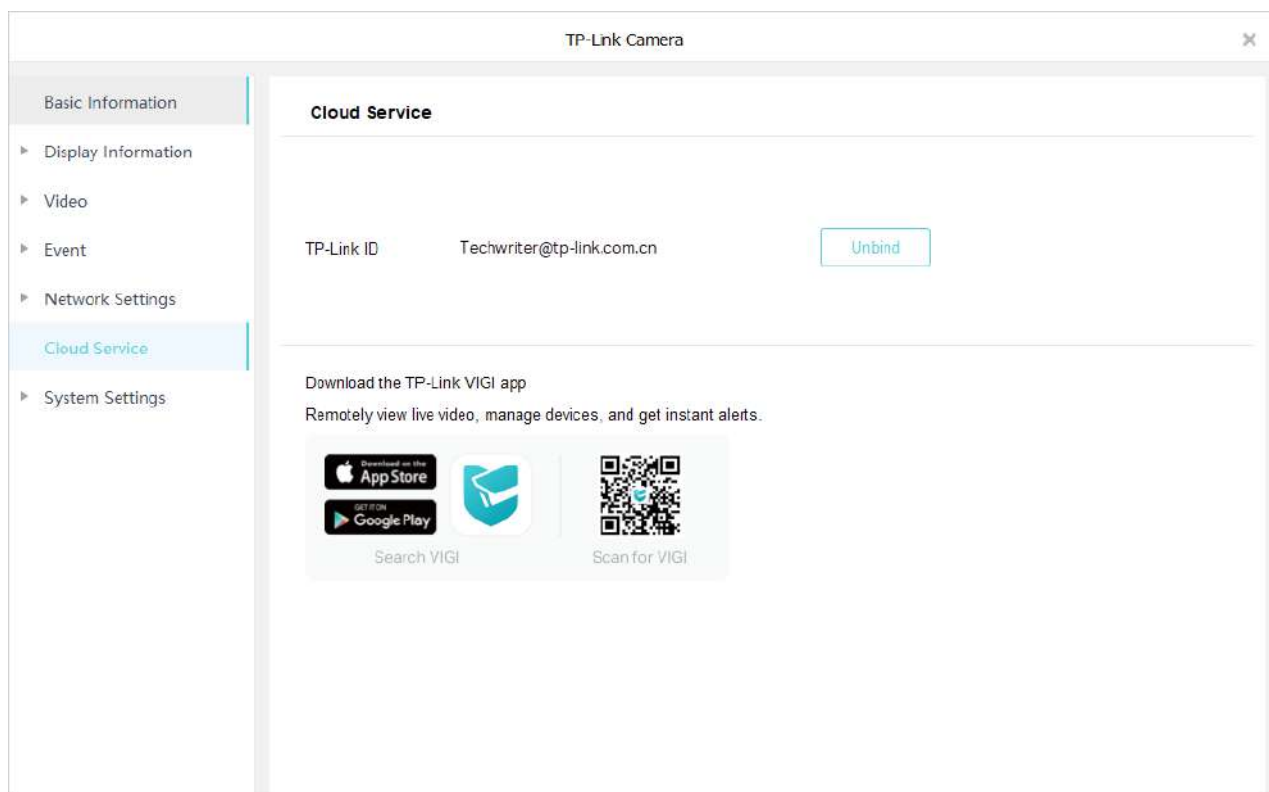 TP-Link Camera
Basic Information
Display Information
Video
Event
Network Settings
Cloud Service
System Settings
Cloud Service
TP-Link ID Techwriter@tp-link.com.cn Unbind
Download the TP-Link VIGI app
Remotely view live video, manage devices, and get instant alerts.
Download on the
App Store
GET IT ON
Google Play
Search VIGI
Scan for VIGI